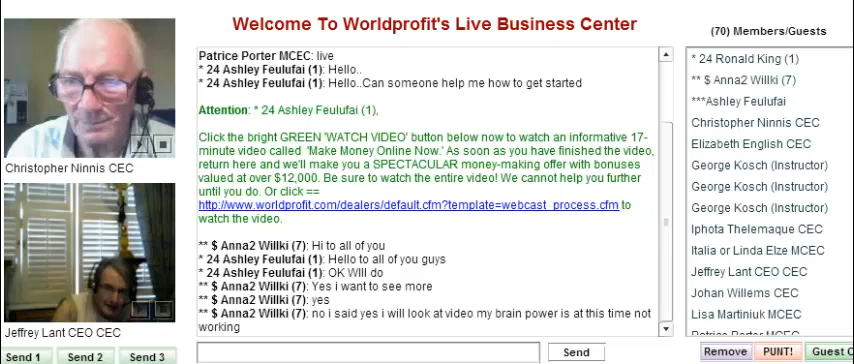 Welcome To Worldprofit's Live Business Center
(70) Members/Guests
Christopher Ninnis CEC
Jeffrey Lant CEO CEC
Send 1 Send 2 Send 3
Patrice Porter MCEC: live
* 24 Ashley Feulufai (1): Hello..
* 24 Ashley Feulufai (1): Hello..Can someone help me how to get started
Attention: * 24 Ashley Feulufai (1),
Click the bright GREEN 'WATCH VIDEO' button below now to watch an informative 17-
minute video called 'Make Money Online Now.' As soon as you have finished the video,
return here and we'll make you a SPECTACULAR money-making offer with bonuses
valued at over $12,000. Be sure to watch the entire video! We cannot help you further
until you do. Or click ==
http://www.worldprofit.com/dealers/default.cfm?template=webcast_process.cfm to
watch the video.
** $ Anna2 Willki (7): Hi to all of you
* 24 Ashley Feulufai (1): Hello to all of you guys
* 24 Ashley Feulufai (1): OK WIll do
** $ Anna2 Willki (7): Yes i want to see more
** $ Anna2 Willki (7): yes
** $ Anna2 Willki (7): no i said yes i will look at video my brain power is at this time not
working
Send
* 24 Ronald King (1)
** $ Anna2 Willki (7)
***Ashley Feulufai
Christopher Ninnis CEC
Elizabeth English CEC
George Kosch (Instructor)
George Kosch (Instructor)
George Kosch (Instructor)
Iphota Thelemaque CEC
Italia or Linda Elze MCEC
Jeffrey Lant CEO CEC
Johan Willems CEC
Lisa Martiniuk MCEC
Patrice Porter MCEC
Remove PUNT! Guest